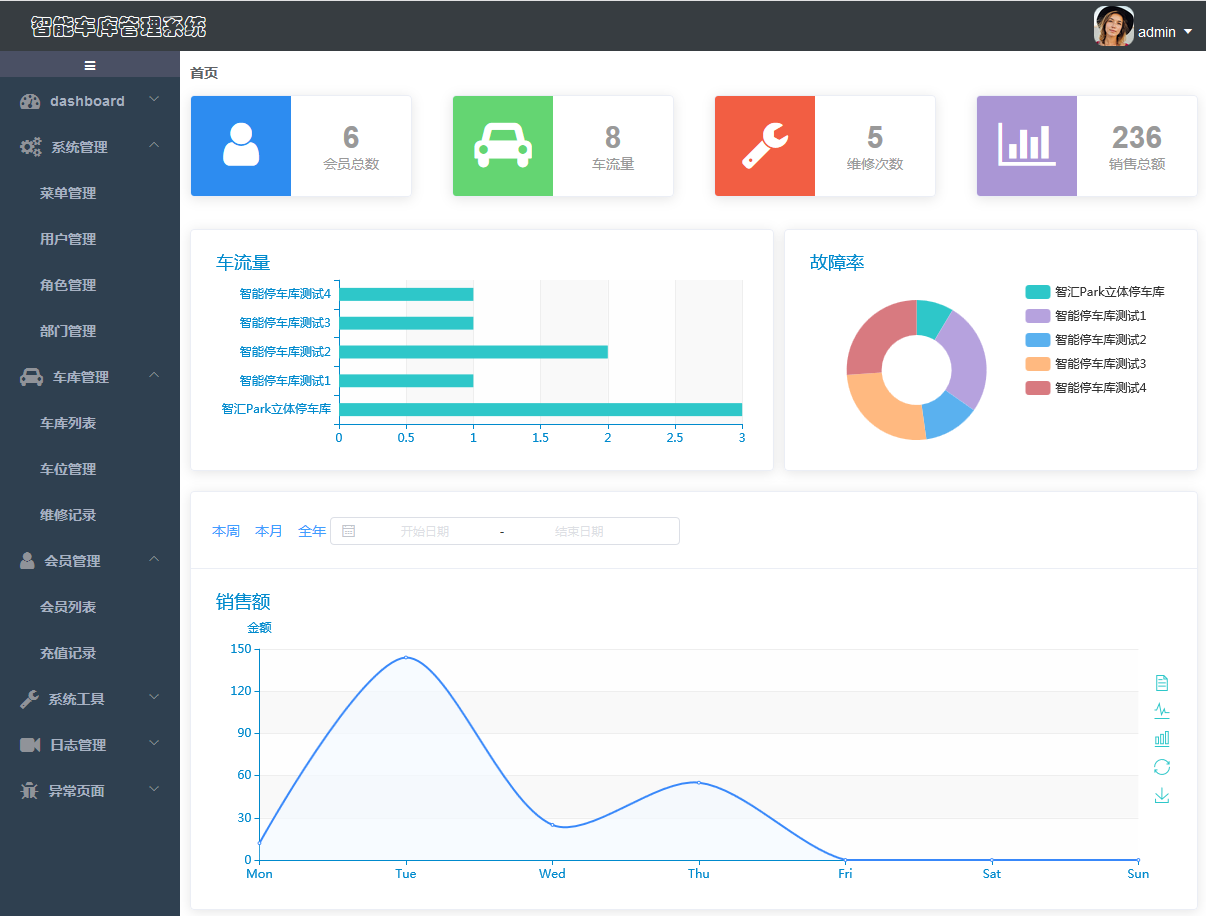 智能车库管理系统
admin
首页
dashboard
系统管理
菜单管理
用户管理
角色管理
部门管理
车库管理
车库列表
车位管理
维修记录
会员管理
会员列表
充值记录
系统工具
日志管理
异常页面
6
会员总数
8
车流量
5
维修次数
236
销售总额
车流量
智能停车库测试4
智能停车库测试3
智能停车库测试2
智能停车库测试1
智汇Park立体停车库
0 0.5 1 1.5 2 2.5 3
故障率
智汇Park立体停车库
智能停车库测试1
智能停车库测试2
智能停车库测试3
智能停车库测试4
本周 本月 全年 开始日期 - 结束日期
销售额
金额
150
120
90
60
30
0
Mon Tue Wed Thu Fri Sat Sun